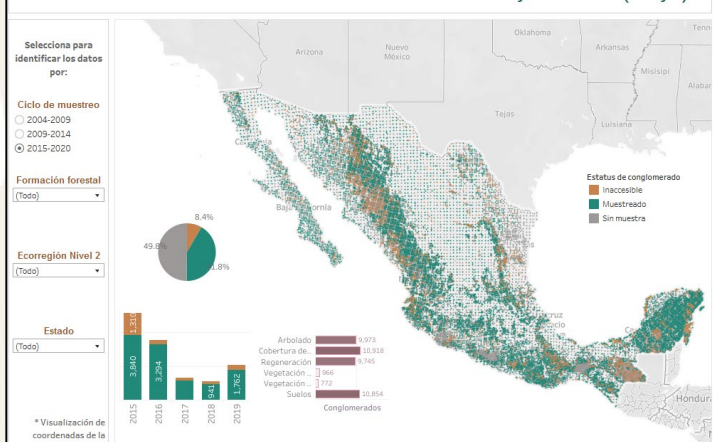 Selecciona para
identificar los datos
por:
Ciclo de muestreo
2004-2009
2009-2014
2015-2020
Formación forestal
(Todo)
Ecorregión Nivel 2
(Todo)
Estado
(Todo)
* Visualización de
coordenadas de la
Oklahoma
Tenn
Arizona
Nuevo
México
Arkansas
Misisipi
Alabar
Tejas
Luisiana
Estatus de conglomerado
Inaccesible
Muestreado
Sin muestra
8.4%
49.8%
1.8%
1,310
3,840
3,294
941
1,762
2015
2016
2017
2018
2019
Arbolado
9,973
Cobertura de..
10,918
Regeneración
9,745
Vegetación ..
966
Vegetación ..
772
Suelos
10,854
Conglomerados
Hondur